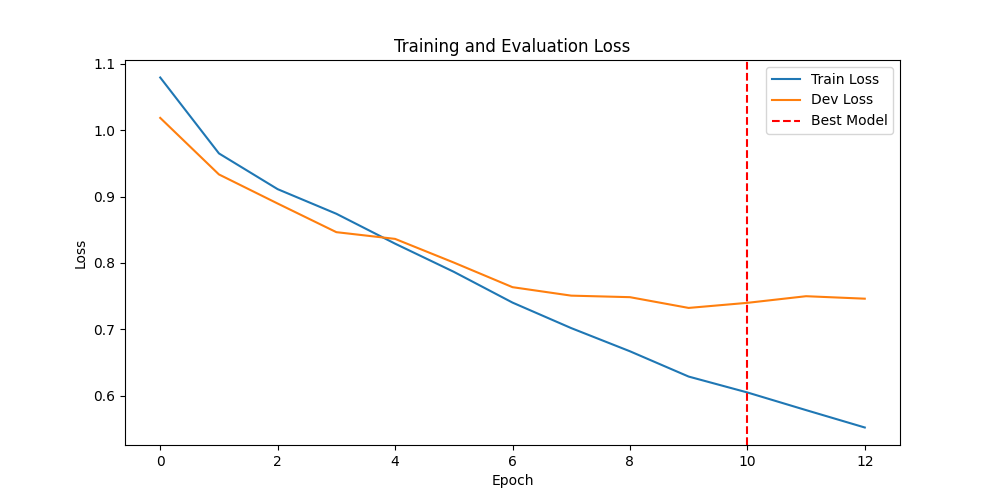 Training and Evaluation Loss
1.1
1.0
0.9
0.8
0.7
0.6
Loss
Train Loss
Dev Loss
Best Model
0 2 4 6 8 10 12
Epoch